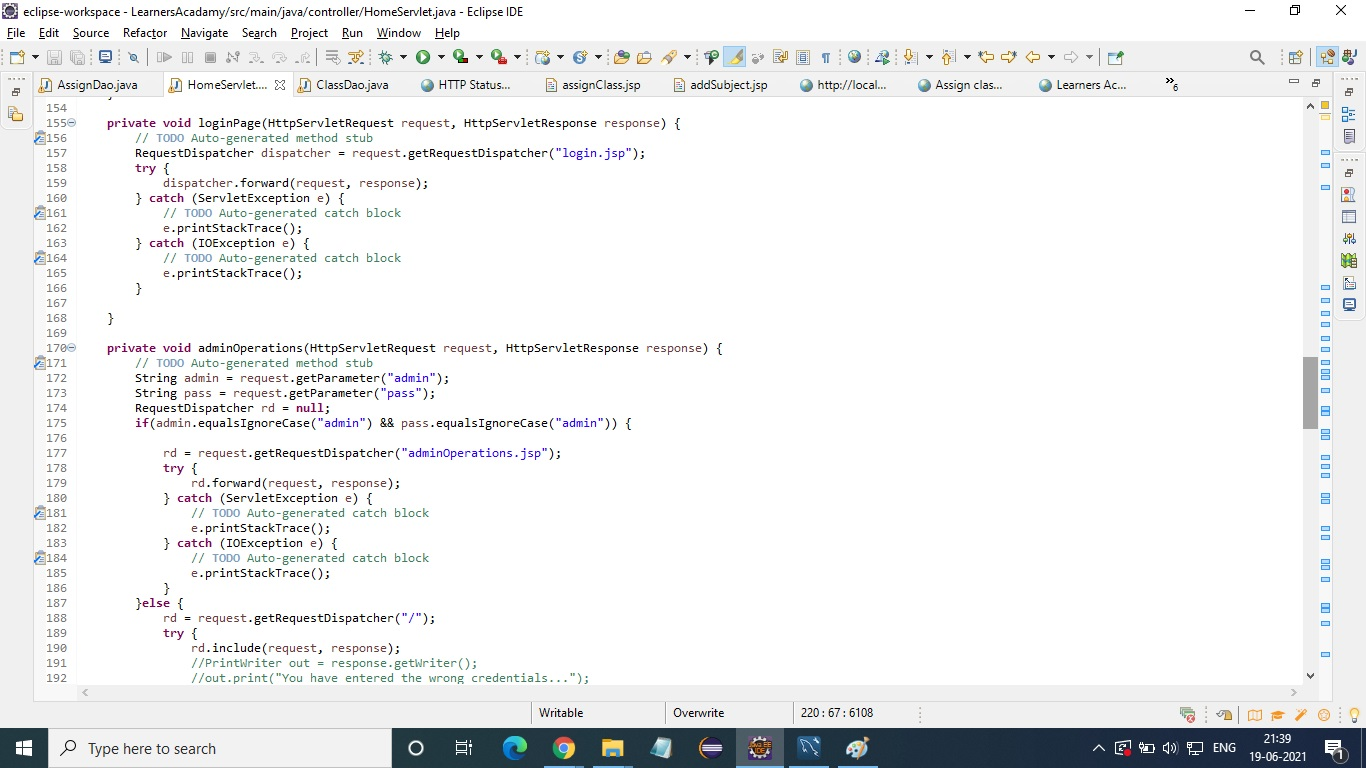 eclipse-workspace - LearnersAcadamy/src/main/java/controller/HomeServlet.java - Eclipse IDE
File Edit Source Refactor Navigate Search Project Run Window Help
AssignDao.java HomeServlet.... ClassDao.java HTTP Status... assignClass.jsp addSubject.jsp http://local... Assign clas... Learners Ac... »6
154
155 private void loginPage(HttpServletRequest request, HttpServletResponse response) {
156 // TODO Auto-generated method stub
157 RequestDispatcher dispatcher = request.getRequestDispatcher("login.jsp");
158 try {
159 dispatcher.forward(request, response);
160 } catch (ServletException e) {
161 // TODO Auto-generated catch block
162 e.printStackTrace();
163 } catch (IOException e) {
164 // TODO Auto-generated catch block
165 e.printStackTrace();
166 }
167
168 }
169
170 private void adminOperations(HttpServletRequest request, HttpServletResponse response) {
171 // TODO Auto-generated method stub
172 String admin = request.getParameter("admin");
173 String pass = request.getParameter("pass");
174 RequestDispatcher rd = null;
175 if(admin.equalsIgnoreCase("admin") && pass.equalsIgnoreCase("admin")) {
176
177 rd = request.getRequestDispatcher("adminOperations.jsp");
178 try {
179 rd.forward(request, response);
180 } catch (ServletException e) {
181 // TODO Auto-generated catch block
182 e.printStackTrace();
183 } catch (IOException e) {
184 // TODO Auto-generated catch block
185 e.printStackTrace();
186 }
187 }else {
188 rd = request.getRequestDispatcher("/");
189 try {
190 rd.include(request, response);
191 //PrintWriter out = response.getWriter();
192 //out.print("You have entered the wrong credentials...");
Writable Overwrite 220 : 67 : 6108
Type here to search
ENG
21:39
19-06-2021
1